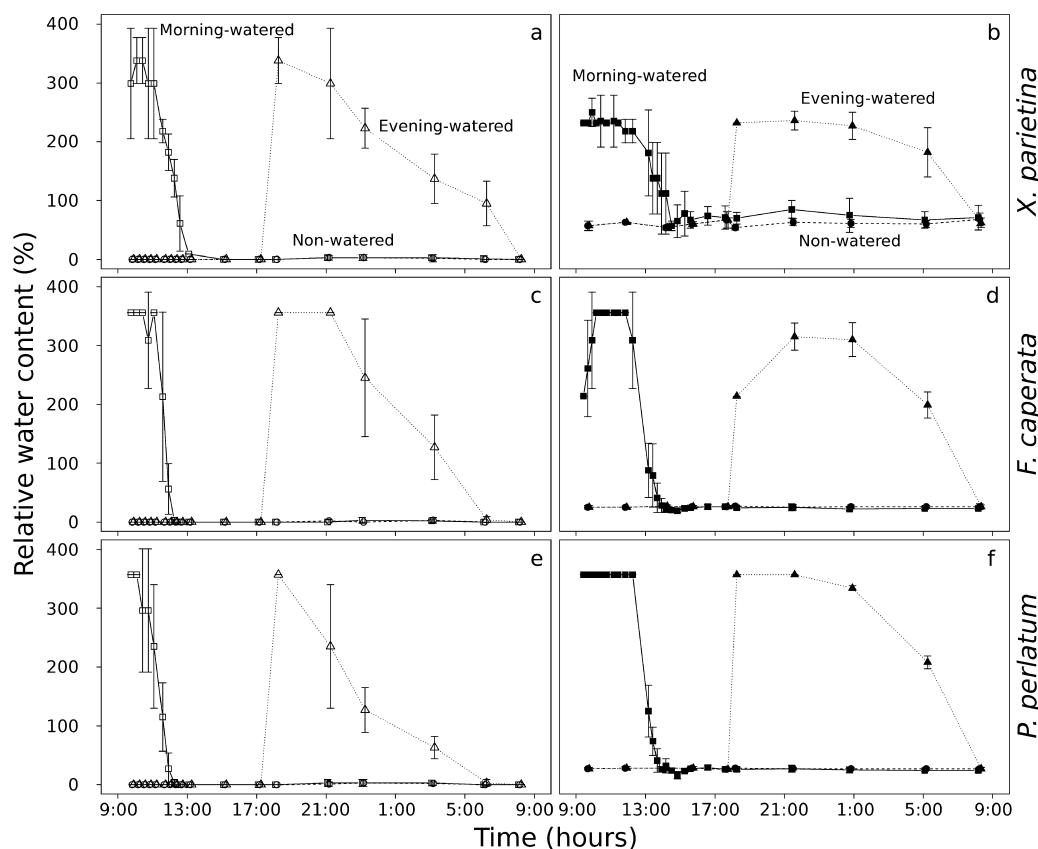 400
300
200
100
0
Morning-watered
a
Evening-watered
Non-watered
b
Morning-watered
Evening-watered
Non-watered
X. parietina
400
300
200
100
0
c
d
F. caperata
400
300
200
100
0
e
f
P. perlatum
Relative water content (%)
9:00 13:00 17:00 21:00 1:00 5:00 9:00
9:00 13:00 17:00 21:00 1:00 5:00 9:00
Time (hours)